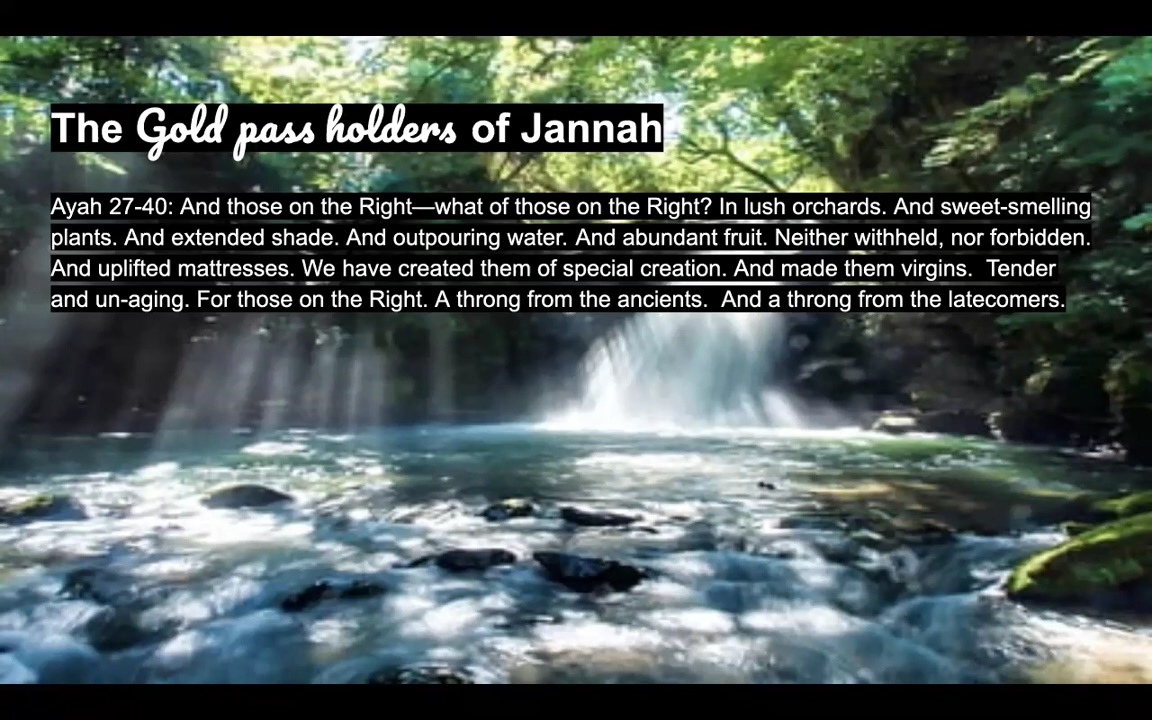 The Gold pass holders of Jannah
Ayah 27-40: And those on the Right—what of those on the Right? In lush orchards. And sweet-smelling
plants. And extended shade. And outpouring water. And abundant fruit. Neither withheld, nor forbidden.
And uplifted mattresses. We have created them of special creation. And made them virgins.  Tender
and un-aging. For those on the Right. A throng from the ancients.  And a throng from the latecomers.